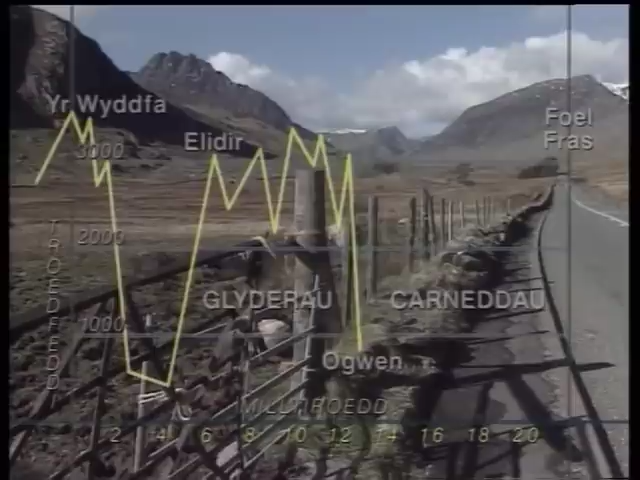 Yr Wyddfa
Elidir
Foel
Fras
3000
2000
1000
TROEDFEDD
GLYDERAU
CARNEDDAU
Ogwen
MILLTIROEDD
2 4 6 8 10 12 14 16 18 20